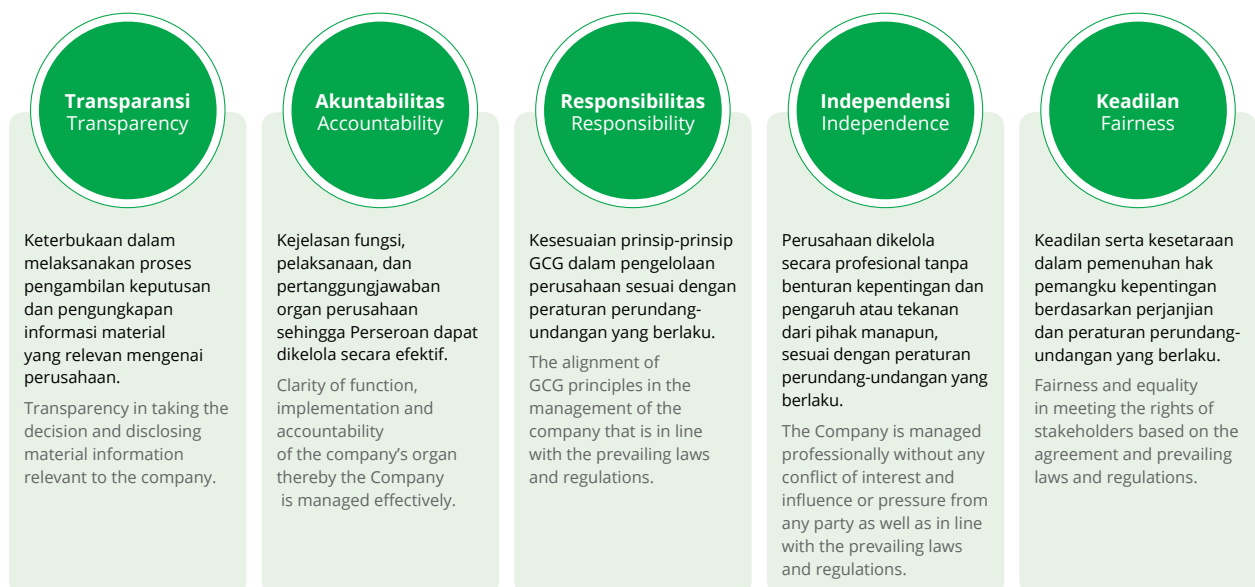 Transparansi
Transparency
Keterbukaan dalam
melaksanakan proses
pengambilan keputusan
dan pengungkapan
informasi material
yang relevan mengenai
perusahaan.
Transparency in taking the
decision and disclosing
material information
relevant to the company.
Akuntabilitas
Accountability
Kejelasan fungsi,
pelaksanaan, dan
pertanggungjawaban
organ perusahaan
sehingga Perseroan dapat
dikelola secara efektif.
Clarity of function,
implementation and
accountability
of the company’s organ
thereby the Company
is managed effectively.
Responsibilitas
Responsibility
Kesesuaian prinsip-prinsip
GCG dalam pengelolaan
perusahaan sesuai dengan
peraturan perundang-
undangan yang berlaku.
The alignment of
GCG principles in the
management of the
company that is in line
with the prevailing laws
and regulations.
Independensi
Independence
Perusahaan dikelola
secara profesional tanpa
benturan kepentingan dan
pengaruh atau tekanan
dari pihak manapun,
sesuai dengan peraturan
perundang-undangan yang
berlaku.
The Company is managed
professionally without any
conflict of interest and
influence or pressure from
any party as well as in line
with the prevailing laws
and regulations.
Keadilan
Fairness
Keadilan serta kesetaraan
dalam pemenuhan hak
pemangku kepentingan
berdasarkan perjanjian
dan peraturan perundang-
undangan yang berlaku.
Fairness and equality
in meeting the rights of
stakeholders based on the
agreement and prevailing
laws and regulations.